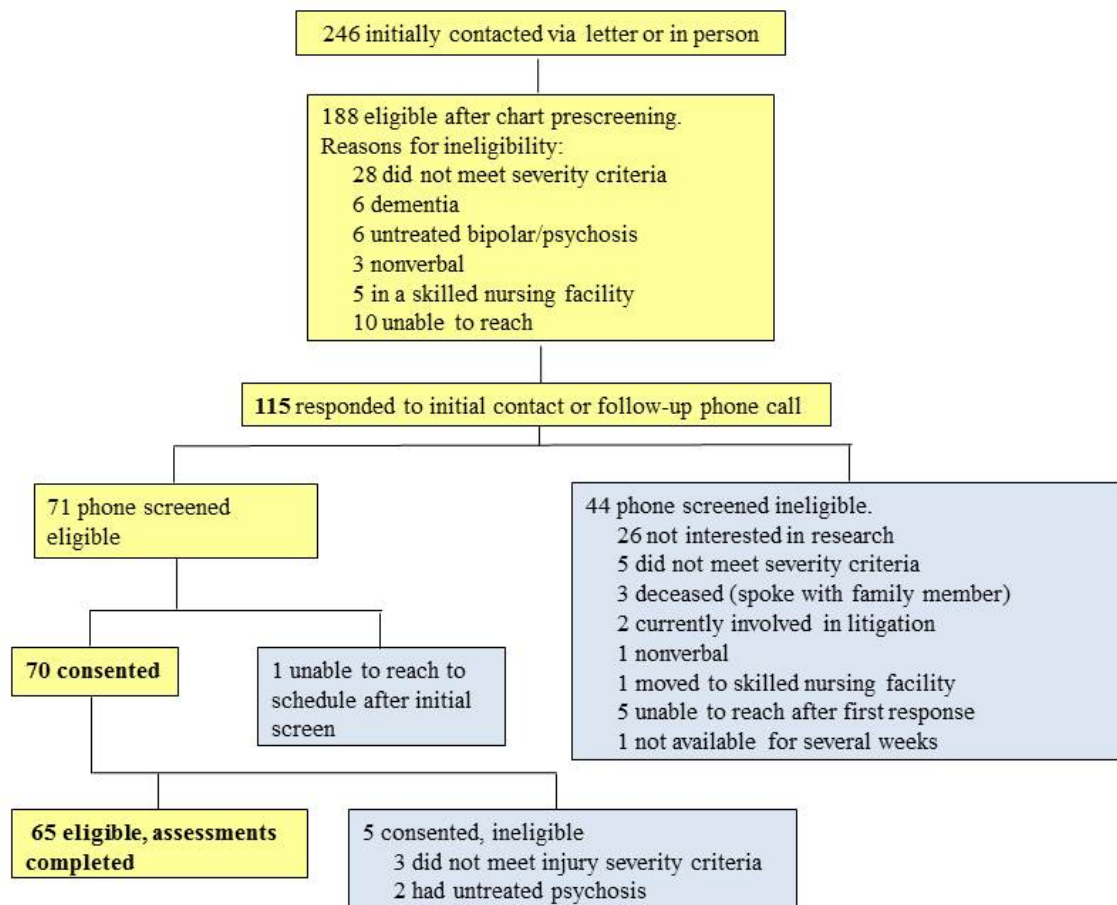 246 initially contacted via letter or in person
188 eligible after chart prescreening.
Reasons for ineligibility:
28 did not meet severity criteria
6 dementia
6 untreated bipolar/psychosis
3 nonverbal
5 in a skilled nursing facility
10 unable to reach
115 responded to initial contact or follow-up phone call
71 phone screened
eligible
44 phone screened ineligible.
26 not interested in research
5 did not meet severity criteria
3 deceased (spoke with family member)
2 currently involved in litigation
1 nonverbal
1 moved to skilled nursing facility
5 unable to reach after first response
1 not available for several weeks
70 consented
1 unable to reach to
schedule after initial
screen
65 eligible, assessments
completed
5 consented, ineligible
3 did not meet injury severity criteria
2 had untreated psychosis